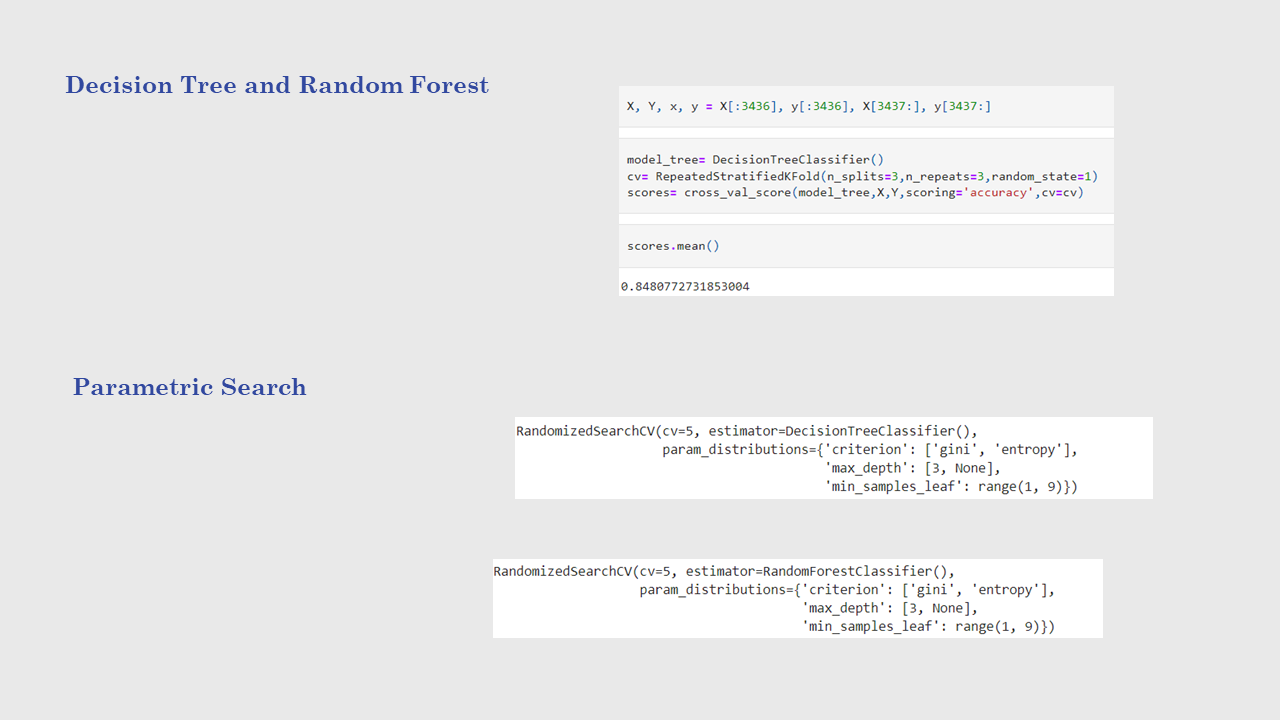 Decision Tree and Random Forest
X, Y, x, y = X[:3436], y[:3436], X[3437:], y[3437:]
model_tree= DecisionTreeClassifier()
cv= RepeatedStratifiedKFold(n_splits=3,n_repeats=3,random_state=1)
scores= cross_val_score(model_tree,X,Y,scoring='accuracy',cv=cv)
scores.mean()
0.8480772731853004
Parametric Search
RandomizedSearchCV(cv=5, estimator=DecisionTreeClassifier(),
param_distributions={'criterion': ['gini', 'entropy'],
'max_depth': [3, None],
'min_samples_leaf': range(1, 9)})
RandomizedSearchCV(cv=5, estimator=RandomForestClassifier(),
param_distributions={'criterion': ['gini', 'entropy'],
'max_depth': [3, None],
'min_samples_leaf': range(1, 9)})